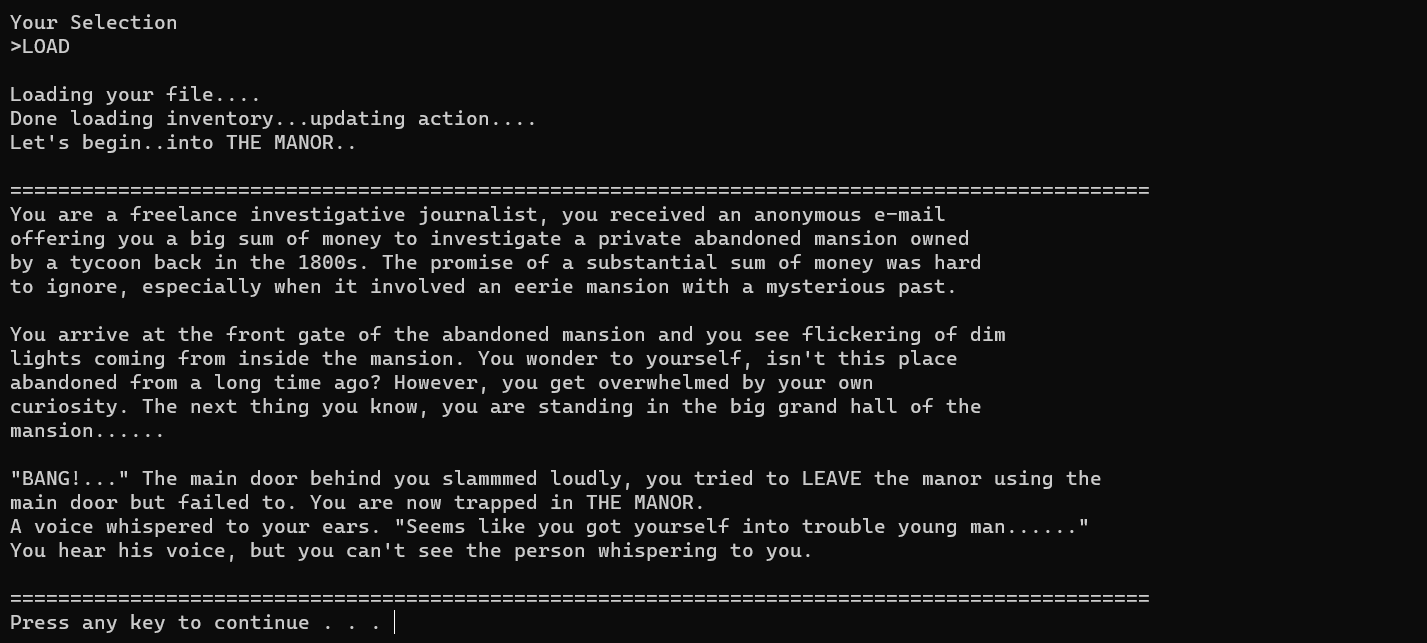 Your Selection
>LOAD
Loading your file....
Done loading inventory...updating action....
Let's begin..into THE MANOR..
===============================================================================================
You are a freelance investigative journalist, you received an anonymous e-mail
offering you a big sum of money to investigate a private abandoned mansion owned
by a tycoon back in the 1800s. The promise of a substantial sum of money was hard
to ignore, especially when it involved an eerie mansion with a mysterious past.
You arrive at the front gate of the abandoned mansion and you see flickering of dim
lights coming from inside the mansion. You wonder to yourself, isn't this place
abandoned from a long time ago? However, you get overwhelmed by your own
curiosity. The next thing you know, you are standing in the big grand hall of the
mansion......
"BANG!..." The main door behind you slammmed loudly, you tried to LEAVE the manor using the
main door but failed to. You are now trapped in THE MANOR.
A voice whispered to your ears. "Seems like you got yourself into trouble young man......"
You hear his voice, but you can't see the person whispering to you.
===============================================================================================
Press any key to continue . . .